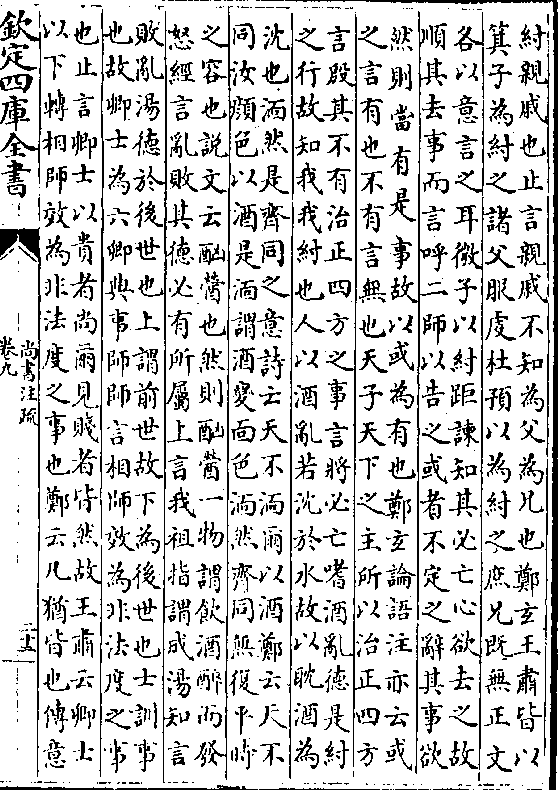 紂親戚也止言親戚不知為父為兄也鄭𤣥王肅皆以
箕子為紂之諸父服䖍杜預以為紂之庶兄既無正文
各以意言之耳微子以紂距諫知其必亡心欲去之故
順其去事而言呼二師以告之或者不定之辭其事欲
然則當有是事故以或為有也鄭𤣥論語注亦云或
之言有也不有言無也天子天下之主所以治正四方
言殷其不有治正四方之事言將必亡嗜酒亂德是紂
之行故知我我紂也人以酒亂若沈於水故以耽酒為
沈也湎然是齊同之意詩云天不湎爾以酒鄭云天不
同汝顔色以酒是湎謂酒變面色湎然齊同無復平時
之容也説文云酗醟也然則酗醟一物謂飲酒醉而發
怒經言亂敗其德必有所屬上言我祖指謂成湯知言
敗亂湯德於後世也上謂前世故下為後世也士訓事
也故卿士為六卿典事師師言相師效為非法度之事
也止言卿士以貴者尚爾見賤者皆然故王肅云卿士
以下轉相師效為非法度之事也鄭云凡猶皆也傳意
欽定四庫全書
尚書注疏
卷九
二十五